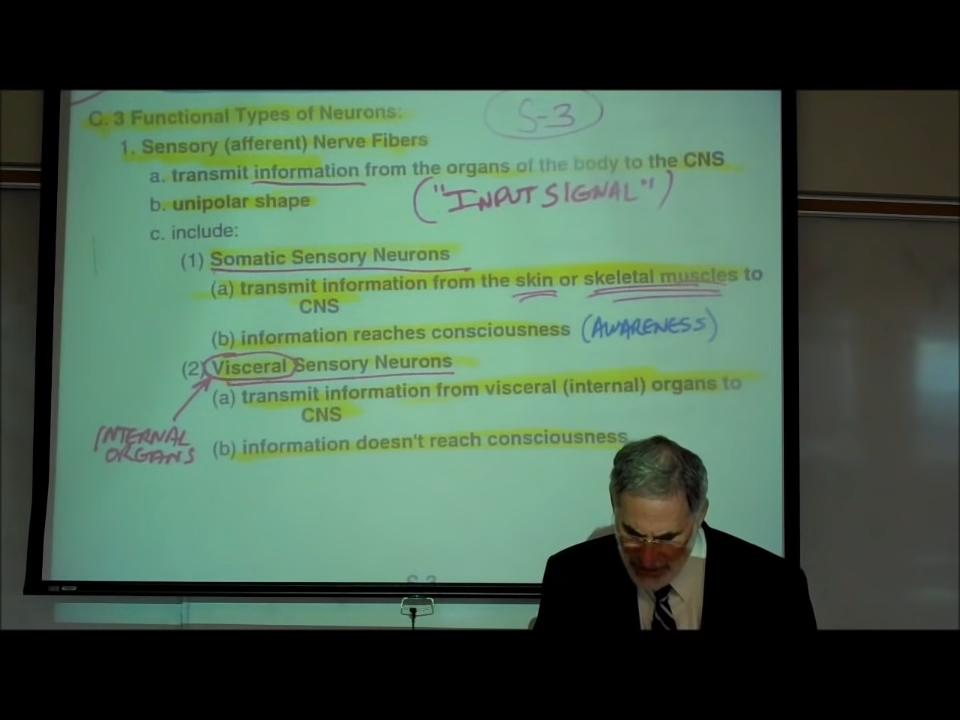 C. 3 Functional Types of Neurons:
S-3
1. Sensory (afferent) Nerve Fibers
a. transmit information from the organs of the body to the CNS
("INPUT SIGNAL")
b. unipolar shape
c. include:
(1) Somatic Sensory Neurons
(a) transmit information from the skin or skeletal muscles to
CNS
(b) information reaches consciousness (AWARENESS)
(2) Visceral Sensory Neurons
(a) transmit information from visceral (internal) organs to
CNS
INTERNAL
ORGANS
(b) information doesn't reach consciousness
S-3